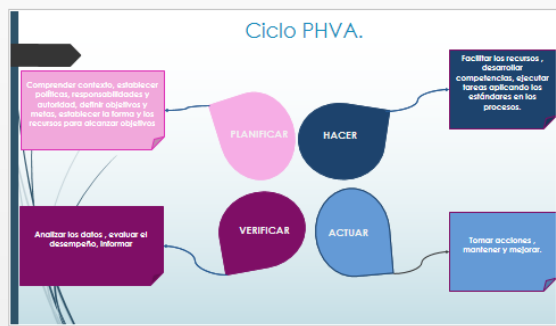 Ciclo PHVA.
Comprender contexto, establecer
políticas, responsabilidades y
autoridad, definir objetivos y
metas, establecer la forma y los
recursos para alcanzar objetivos
PLANIFICAR
HACER
Facilitar los recursos ,
desarrollar
competencias, ejecutar
tareas aplicando los
estándares en los
procesos.
Analizar los datos , evaluar el
desempeño, Informar
VERIFICAR
ACTUAR
Tomar acciones ,
mantener y mejorar.